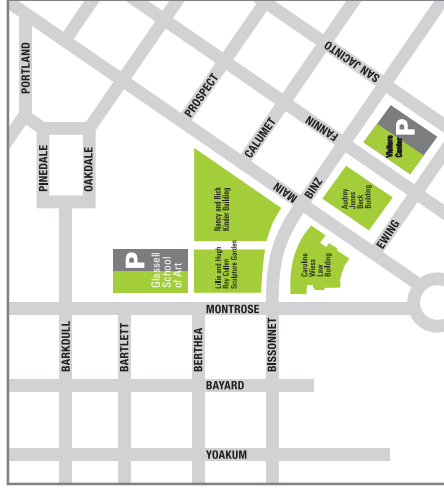 PORTLAND
SAN JACINTO
PROSPECT
PINEDALE
OAKDALE
CALUMET
FANNIN
Visitors
Center
P
Nancy and Rich
Kinder Building
MAIN
BINZ
Audrey
Jones
Beck
Building
EWING
P
Glassell
School
of Art
Lillie and Hugh
Roy Cullen
Sculpture Garden
Caroline
Wiess
Law
Building
MONTROSE
BARKDULL
BARTLETT
BERTHEA
BISSONNET
BAYARD
YOAKUM